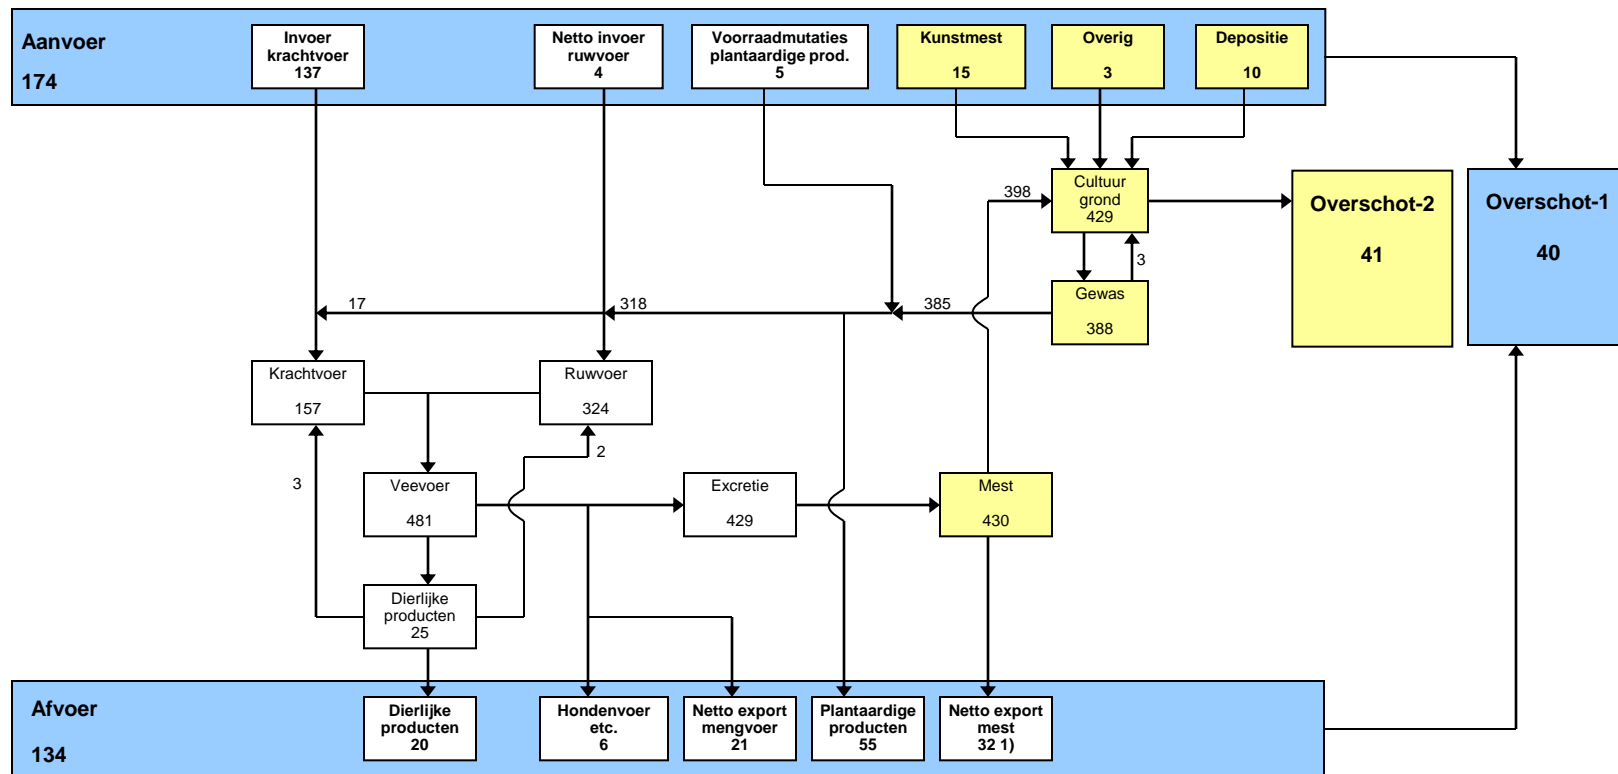 Aanvoer
174
Invoer
krachtvoer
137
Netto invoer
ruwvoer
4
Voorraadmutaties
plantaardige prod.
5
Kunstmest
15
Overig
3
Depositie
10
398
Cultuur
grond
429
Overschot-2
41
Overschot-1
40
3
17
318
385
Gewas
388
Krachtvoer
157
Ruwvoer
324
2
3
Veevoer
481
Excretie
429
Mest
430
Dierlijke
producten
25
Afvoer
134
Dierlijke
producten
20
Hondenvoer
etc.
6
Netto export
mengvoer
21
Plantaardige
producten
55
Netto export
mest
32 1)